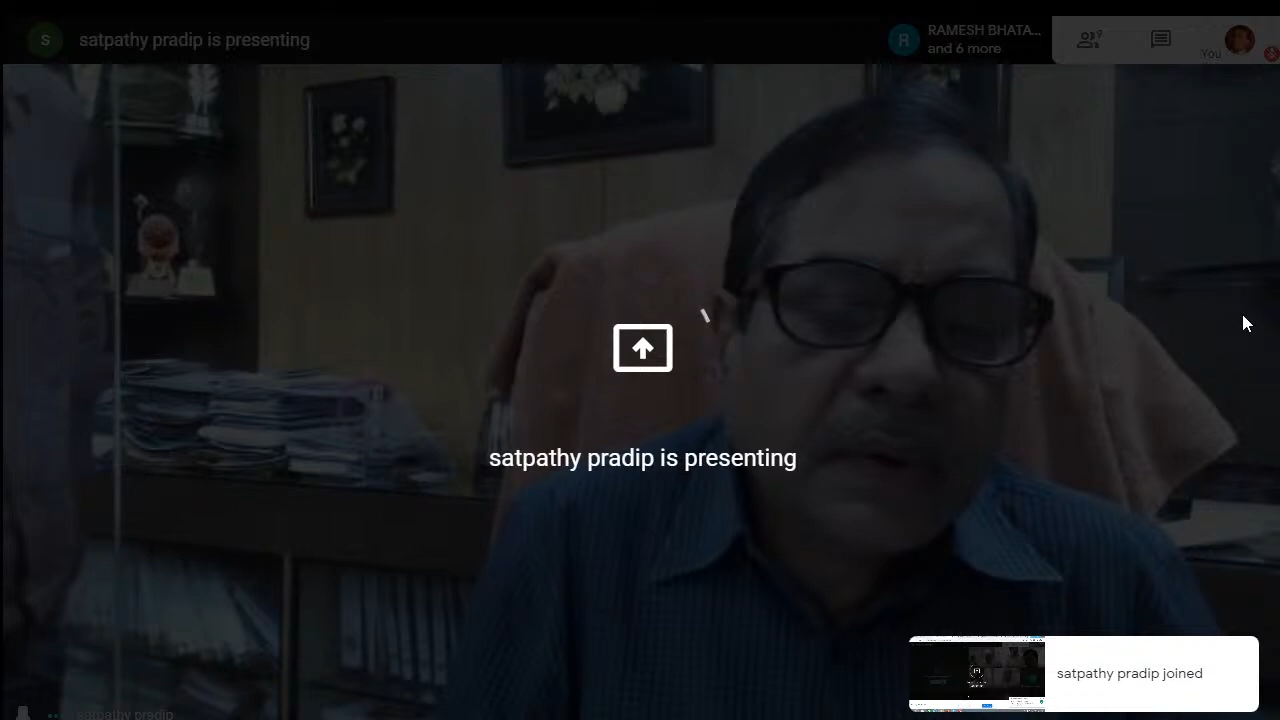 S
satpathy pradip is presenting
R
RAMESH BHATA...
and 6 more
You
satpathy pradip is presenting
satpathy pradip joined
satpathy pradip